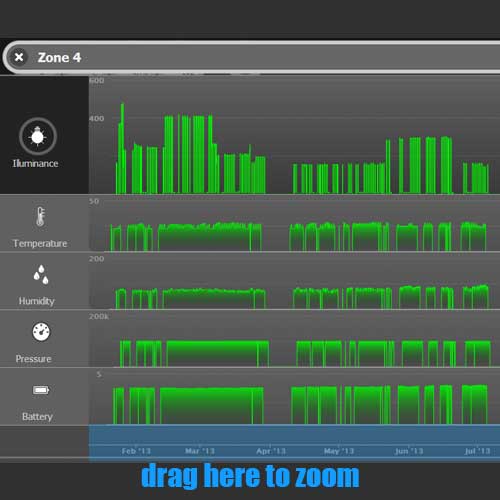 Zone 4
600
400
Illuminance
50
Temperature
200
Humidity
200k
Pressure
5
Battery
Feb '13 Mar '13 Apr '13 May '13 Jun '13 Jul '13
drag here to zoom